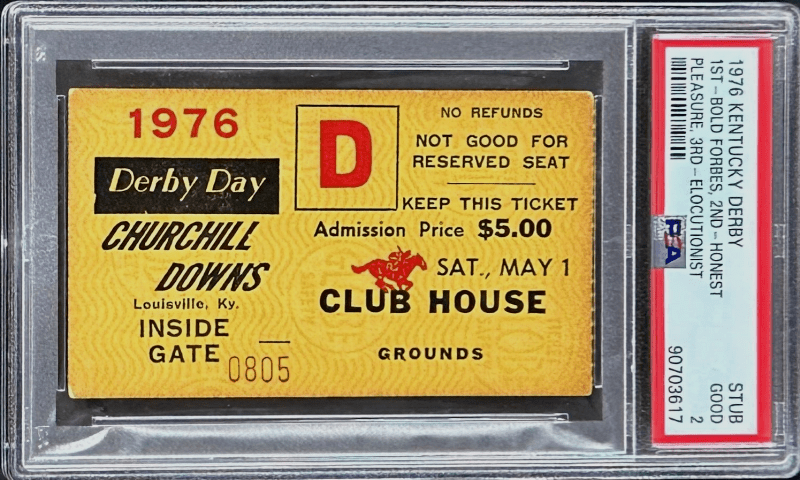 1976
Derby Day
CHURCHILL
DOWNS
Louisville, Ky.
INSIDE
GATE
0805
D
NO REFUNDS
NOT GOOD FOR
RESERVED SEAT
KEEP THIS TICKET
Admission Price $5.00
SAT., MAY 1
CLUB HOUSE
GROUNDS
1976 KENTUCKY DERBY
1ST-BOLD FORBES, 2ND-HONEST
PLEASURE, 3RD-ELOCUTIONIST
PSA
STUB
GOOD
2
90703617